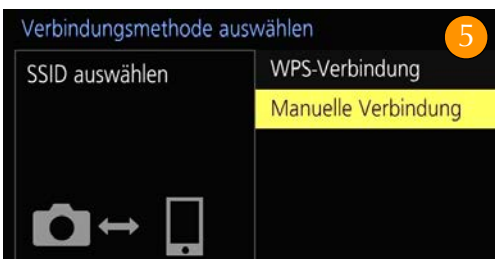 Verbindungsmethode auswählen
5
SSID auswählen
WPS-Verbindung
Manuelle Verbindung